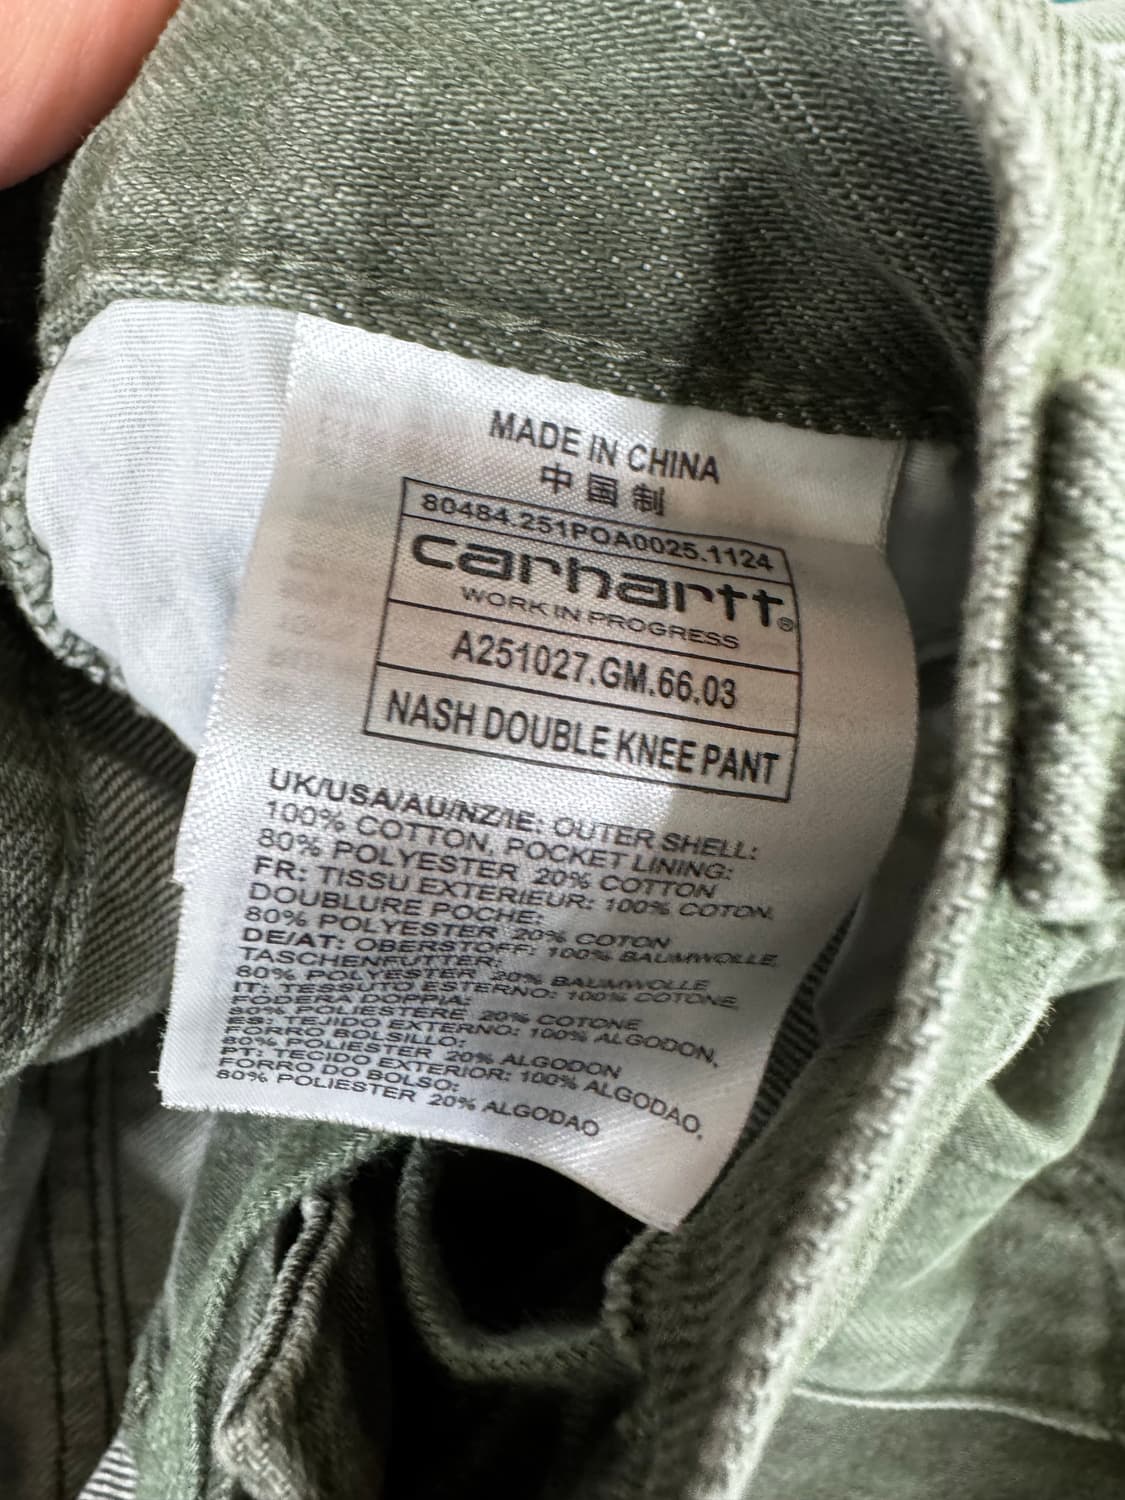 MADE IN CHINA
中国制
80484.251POA0025.1124
carhartt®
WORK IN PROGRESS
A251027.GM.66.03
NASH DOUBLE KNEE PANT
UK/USA/AU/NZ/IE: OUTER SHELL:
100% COTTON, POCKET LINING:
80% POLYESTER 20% COTTON
FR: TISSU EXTERIEUR: 100% COTON,
DOUBLURE POCHE:
80% POLYESTER 20% COTON
DE/AT: OBERSTOFF: 100% BAUMWOLLE,
TASCHENFUTTER:
80% POLYESTER 20% BAUMWOLLE
IT: TESSUTO ESTERNO: 100% COTONE,
FODERA DOPPIA:
80% POLIESTERE 20% COTONE
ES: TEJIDO EXTERNO: 100% ALGODON,
FORRO BOLSILLO:
80% POLIESTER 20% ALGODON
PT: TECIDO EXTERIOR: 100% ALGODAO,
FORRO DO BOLSO:
80% POLIESTER 20% ALGODAO